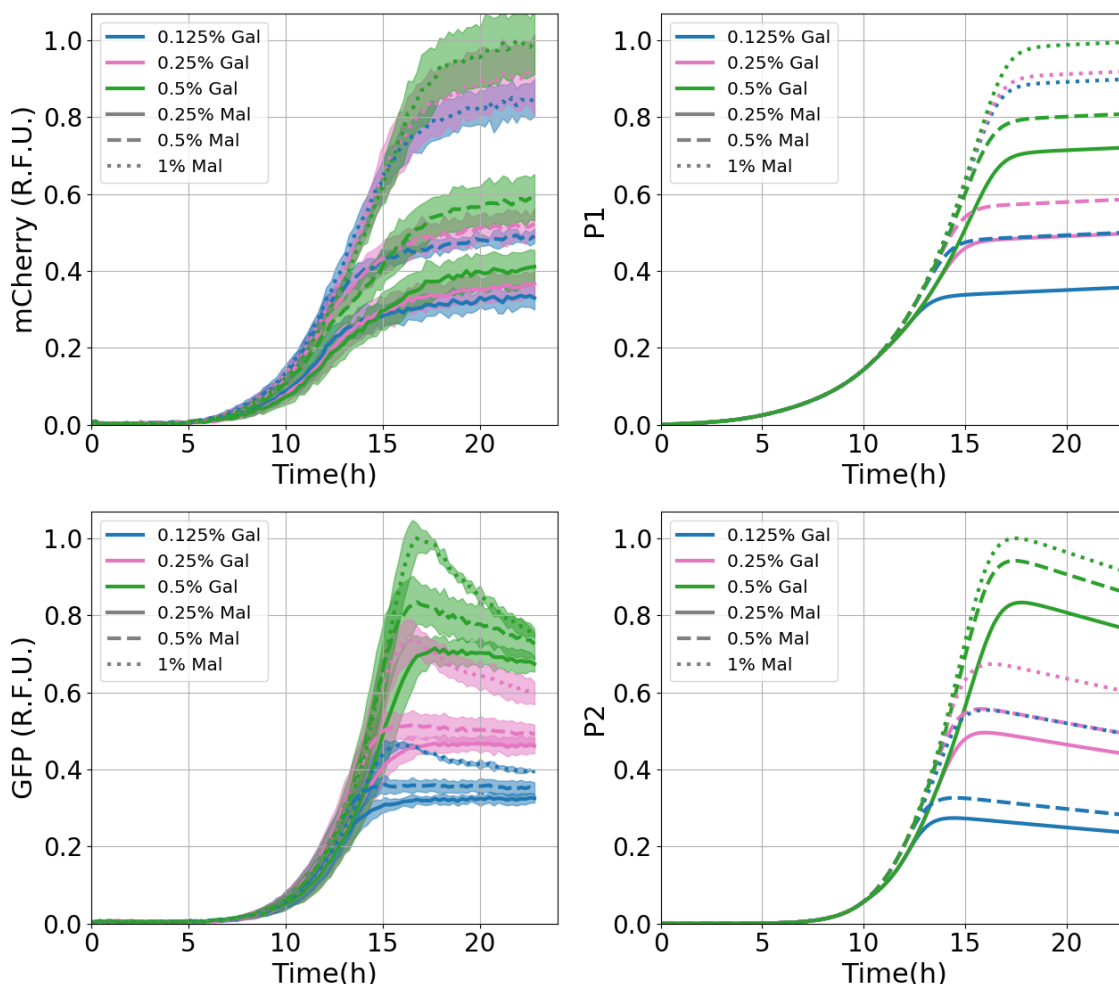 mCherry (R.F.U.)
1.0
0.8
0.6
0.4
0.2
0.0
0.125% Gal
0.25% Gal
0.5% Gal
0.25% Mal
0.5% Mal
1% Mal
0 5 10 15 20
Time(h)
P1
1.0
0.8
0.6
0.4
0.2
0.0
0.125% Gal
0.25% Gal
0.5% Gal
0.25% Mal
0.5% Mal
1% Mal
0 5 10 15 20
Time(h)
GFP (R.F.U.)
1.0
0.8
0.6
0.4
0.2
0.0
0.125% Gal
0.25% Gal
0.5% Gal
0.25% Mal
0.5% Mal
1% Mal
0 5 10 15 20
Time(h)
P2
1.0
0.8
0.6
0.4
0.2
0.0
0.125% Gal
0.25% Gal
0.5% Gal
0.25% Mal
0.5% Mal
1% Mal
0 5 10 15 20
Time(h)